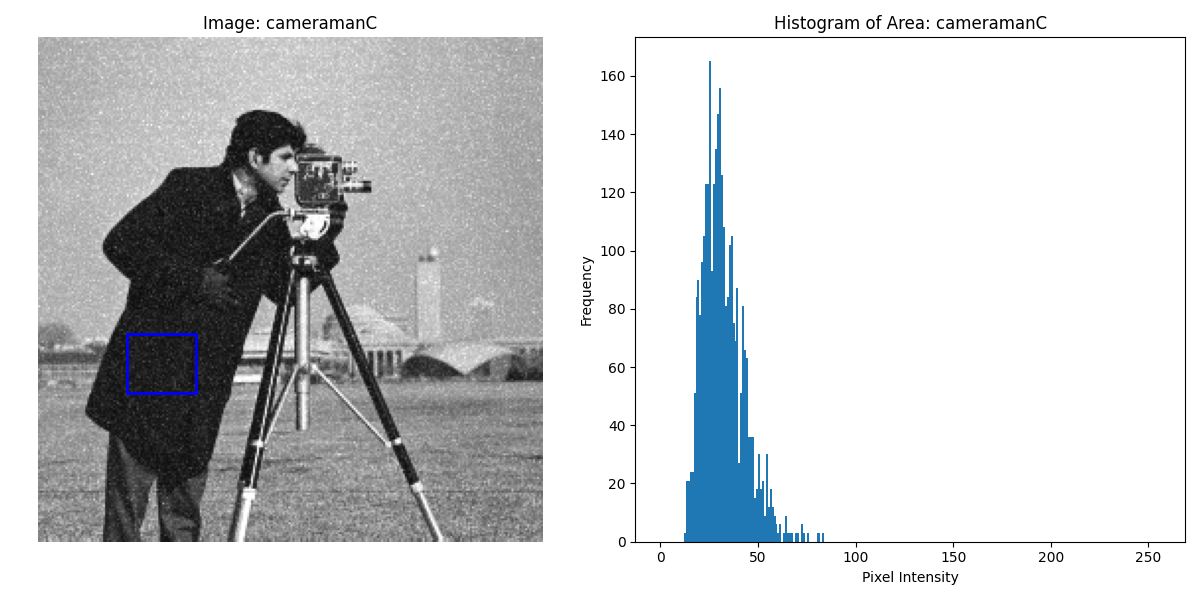 Image: cameramanC
Histogram of Area: cameramanC
Frequency
160
140
120
100
80
60
40
20
0
0 50 100 150 200 250
Pixel Intensity